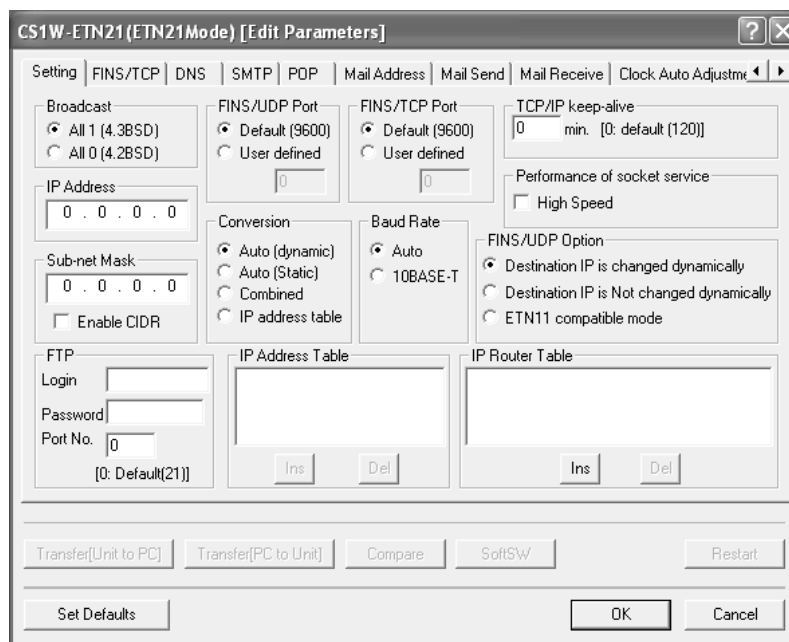 CS1W-ETN21(ETN21Mode) [Edit Parameters]
Setting FINS/TCP DNS SMTP POP Mail Address Mail Send Mail Receive Clock Auto Adjustme
Broadcast
All 1 (4.3BSD)
All 0 (4.2BSD)
FINS/UDP Port
Default (9600)
User defined
0
FINS/TCP Port
Default (9600)
User defined
0
TCP/IP keep-alive
0 min. [0: default (120)]
Performance of socket service
High Speed
IP Address
0 . 0 . 0 . 0
Sub-net Mask
0 . 0 . 0 . 0
Enable CIDR
Conversion
Auto (dynamic)
Auto (Static)
Combined
IP address table
Baud Rate
Auto
10BASE-T
FINS/UDP Option
Destination IP is changed dynamically
Destination IP is Not changed dynamically
ETN11 compatible mode
FTP
Login
Password
Port No. 0
[0: Default(21)]
IP Address Table
Ins Del
IP Router Table
Ins Del
Transfer[Unit to PC] Transfer[PC to Unit] Compare SoftSW Restart
Set Defaults OK Cancel